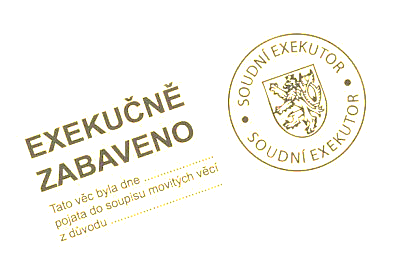 EXEKUČNĚ
ZABAVENO
Tato věc byla dne ........................
pojata do soupisu movitých věcí
z důvodu .....................................
SOUDNÍ EXEKUTOR
SOUDNÍ EXEKUTOR